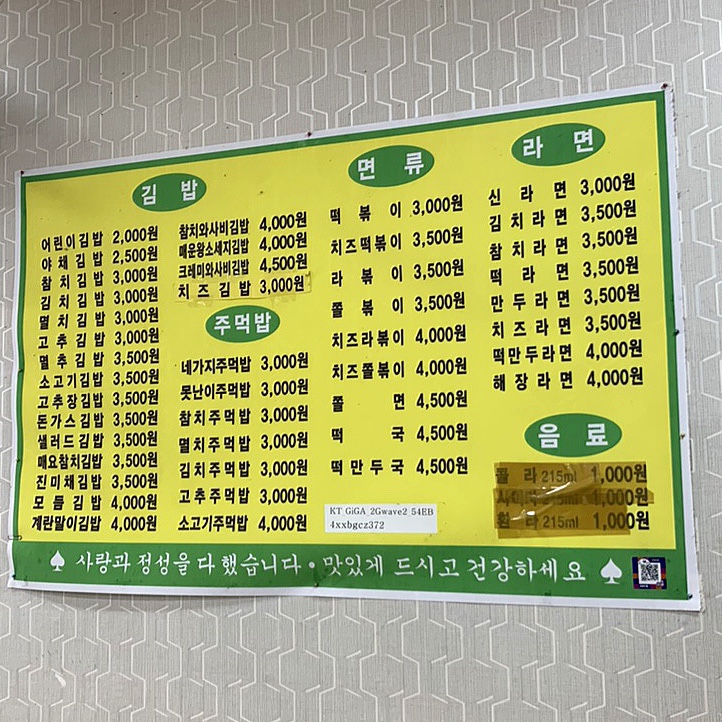 김 밥
어린이김밥 2,000원
야 채 김 밥 2,500원
참 치 김 밥 3,000원
김 치 김 밥 3,000원
멸 치 김 밥 3,000원
고 추 김 밥 3,000원
멸 추 김 밥 3,500원
소고기김밥 3,500원
고추장김밥 3,500원
돈가스김밥 3,500원
샐러드김밥 3,500원
매요참치김밥 3,500원
진미채김밥 3,500원
모 듬 김 밥 4,000원
계란말이김밥 4,000원
참치와사비김밥 4,000원
매운왕소세지김밥 4,000원
크레미와사비김밥 4,500원
치 즈 김 밥 3,000원
주먹밥
네가지주먹밥 3,000원
못난이주먹밥 3,000원
참치주먹밥 3,000원
멸치주먹밥 3,000원
김치주먹밥 3,000원
고추주먹밥 3,000원
소고기주먹밥 4,000원
면 류
떡 볶 이 3,000원
치즈떡볶이 3,500원
라 볶 이 3,500원
쫄 볶 이 3,500원
치즈라볶이 4,000원
치즈쫄볶이 4,000원
쫄 면 4,500원
떡 국 4,500원
떡 만 두 국 4,500원
KT_GiGA_2Gwave2_54EB
4xxbgcz372
라 면
신 라 면 3,000원
김 치 라 면 3,500원
참 치 라 면 3,500원
떡 라 면 3,500원
만 두 라 면 3,500원
치 즈 라 면 3,500원
떡만두라면 4,000원
해 장 라 면 4,000원
음 료
콜 라 215ml 1,000원
사이다 215ml 1,000원
환 타 215ml 1,000원
♠ 사랑과 정성을 다 했습니다 • 맛있게 드시고 건강하세요 ♠